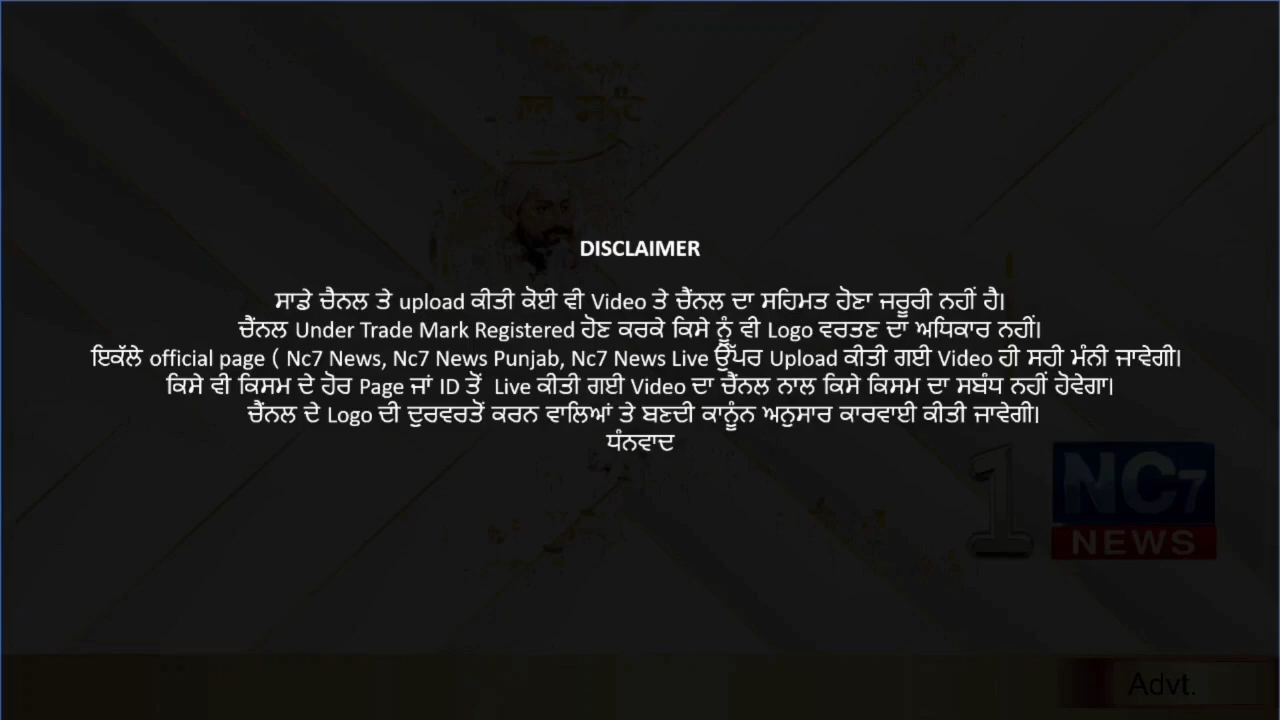 DISCLAIMER
ਸਾਡੇ ਚੈਨਲ ਤੇ upload ਕੀਤੀ ਕੋਈ ਵੀ Video ਤੇ ਚੈਂਨਲ ਦਾ ਸਹਿਮਤ ਹੋਣਾ ਜਰੂਰੀ ਨਹੀਂ ਹੈ।
ਚੈਂਨਲ Under Trade Mark Registered ਹੋਣ ਕਰਕੇ ਕਿਸੇ ਨੂੰ ਵੀ Logo ਵਰਤਣ ਦਾ ਅਧਿਕਾਰ ਨਹੀਂ।
ਇਕੱਲੇ official page ( Nc7 News, Nc7 News Punjab, Nc7 News Live ਉੱਪਰ Upload ਕੀਤੀ ਗਈ Video ਹੀ ਸਹੀ ਮੰਨੀ ਜਾਵੇਗੀ।
ਕਿਸੇ ਵੀ ਕਿਸਮ ਦੇ ਹੋਰ Page ਜਾਂ ID ਤੋਂ Live ਕੀਤੀ ਗਈ Video ਦਾ ਚੈਂਨਲ ਨਾਲ ਕਿਸੇ ਕਿਸਮ ਦਾ ਸਬੰਧ ਨਹੀਂ ਹੋਵੇਗਾ।
ਚੈਂਨਲ ਦੇ Logo ਦੀ ਦੁਰਵਰਤੋਂ ਕਰਨ ਵਾਲਿਆਂ ਤੇ ਬਣਦੀ ਕਾਨੂੰਨ ਅਨੁਸਾਰ ਕਾਰਵਾਈ ਕੀਤੀ ਜਾਵੇਗੀ।
ਧੰਨਵਾਦ
1 NC7
NEWS
Advt.